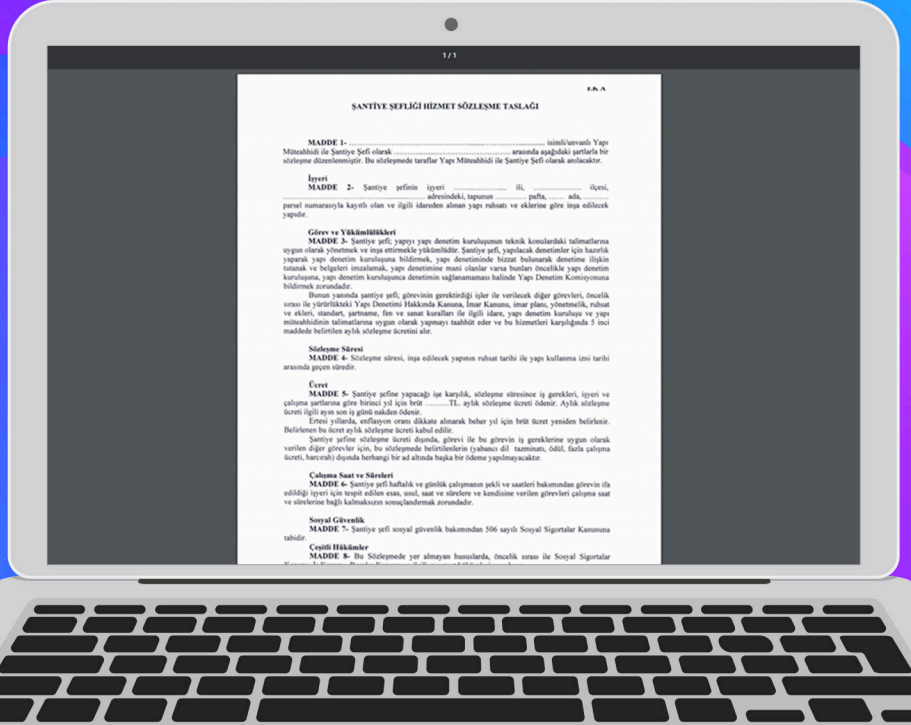 1/1
EK A
ŞANTİYE ŞEFLİĞİ HİZMET SÖZLEŞME TASLAĞI
MADDE 1- ........................................ isimli/unvanlı Yapı
Müteahhidi ile Şantiye Şefi olarak ........................................ arasında aşağıdaki şartlarla bir
sözleşme düzenlenmiştir. Bu sözleşmede taraflar Yapı Müteahhidi ile Şantiye Şefi olarak anılacaktır.
İşyeri
MADDE 2- Şantiye şefinin işyeri ........................ ili, ..................... ilçesi,
........................................ adresindeki, tapunun ............ pafta, ....... ada, ...........
parsel numarasıyla kayıtlı olan ve ilgili idareden alınan yapı ruhsatı ve eklerine göre inşa edilecek
yapıdır.
Görev ve Yükümlülükleri
MADDE 3- Şantiye şefi; yapıyı yapı denetim kuruluşunun teknik konulardaki talimatlarına
uygun olarak yönetmek ve inşa ettirmekle yükümlüdür. Şantiye şefi, yapılacak denetimler için hazırlık
yaparak yapı denetim kuruluşuna bildirmek, yapı denetiminde bizzat bulunarak denetime ilişkin
tutanak ve belgeleri imzalamak, yapı denetimine mani olanlar varsa bunları öncelikle yapı denetim
kuruluşuna, yapı denetim kuruluşunca denetimin sağlanamaması halinde Yapı Denetim Komisyonuna
bildirmek zorundadır.
Bunun yanında şantiye şefi; görevinin gerektirdiği işler ile verilecek diğer görevleri, öncelik
sırası ile yürürlükteki Yapı Denetimi Hakkında Kanuna, İmar Kanunu, imar planı, yönetmelik, ruhsat
ve ekleri, standart, şartname, fen ve sanat kuralları ile ilgili idare, yapı denetim kuruluşu ve yapı
müteahhidinin talimatlarına uygun olarak yapmayı taahhüt eder ve bu hizmetleri karşılığında 5 inci
maddede belirtilen aylık sözleşme ücretini alır.
Sözleşme Süresi
MADDE 4- Sözleşme süresi, inşa edilecek yapının ruhsat tarihi ile yapı kullanma izni tarihi
arasında geçen süredir.
Ücret
MADDE 5- Şantiye şefine yapacağı işe karşılık, sözleşme süresince iş gerekleri, işyeri ve
çalışma şartlarına göre birinci yıl için brüt ..........TL. aylık sözleşme ücreti ödenir. Aylık sözleşme
ücreti ilgili ayın son iş günü nakden ödenir.
Ertesi yıllarda, enflasyon oranı dikkate alınarak beher yıl için brüt ücret yeniden belirlenir.
Belirlenen bu ücret aylık sözleşme ücreti kabul edilir.
Şantiye şefine sözleşme ücreti dışında, görevi ile bu görevin iş gereklerine uygun olarak
verilen diğer görevler için, bu sözleşmede belirtilenlerin (yabancı dil tazminatı, ödül, fazla çalışma
ücreti, harcırah) dışında herhangi bir ad altında başka bir ödeme yapılmayacaktır.
Çalışma Saat ve Süreleri
MADDE 6- Şantiye şefi haftalık ve günlük çalışmanın şekli ve saatleri bakımından görevin ifa
edildiği işyeri için tespit edilen esas, usul, saat ve sürelere ve kendisine verilen görevleri çalışma saat
ve sürelerine bağlı kalmaksızın sonuçlandırmak zorundadır.
Sosyal Güvenlik
MADDE 7- Şantiye şefi sosyal güvenlik bakımından 506 sayılı Sosyal Sigortalar Kanununa
tabidir.
Çeşitli Hükümler
MADDE 8- Bu Sözleşmede yer almayan hususlarda, öncelik sırası ile Sosyal Sigortalar